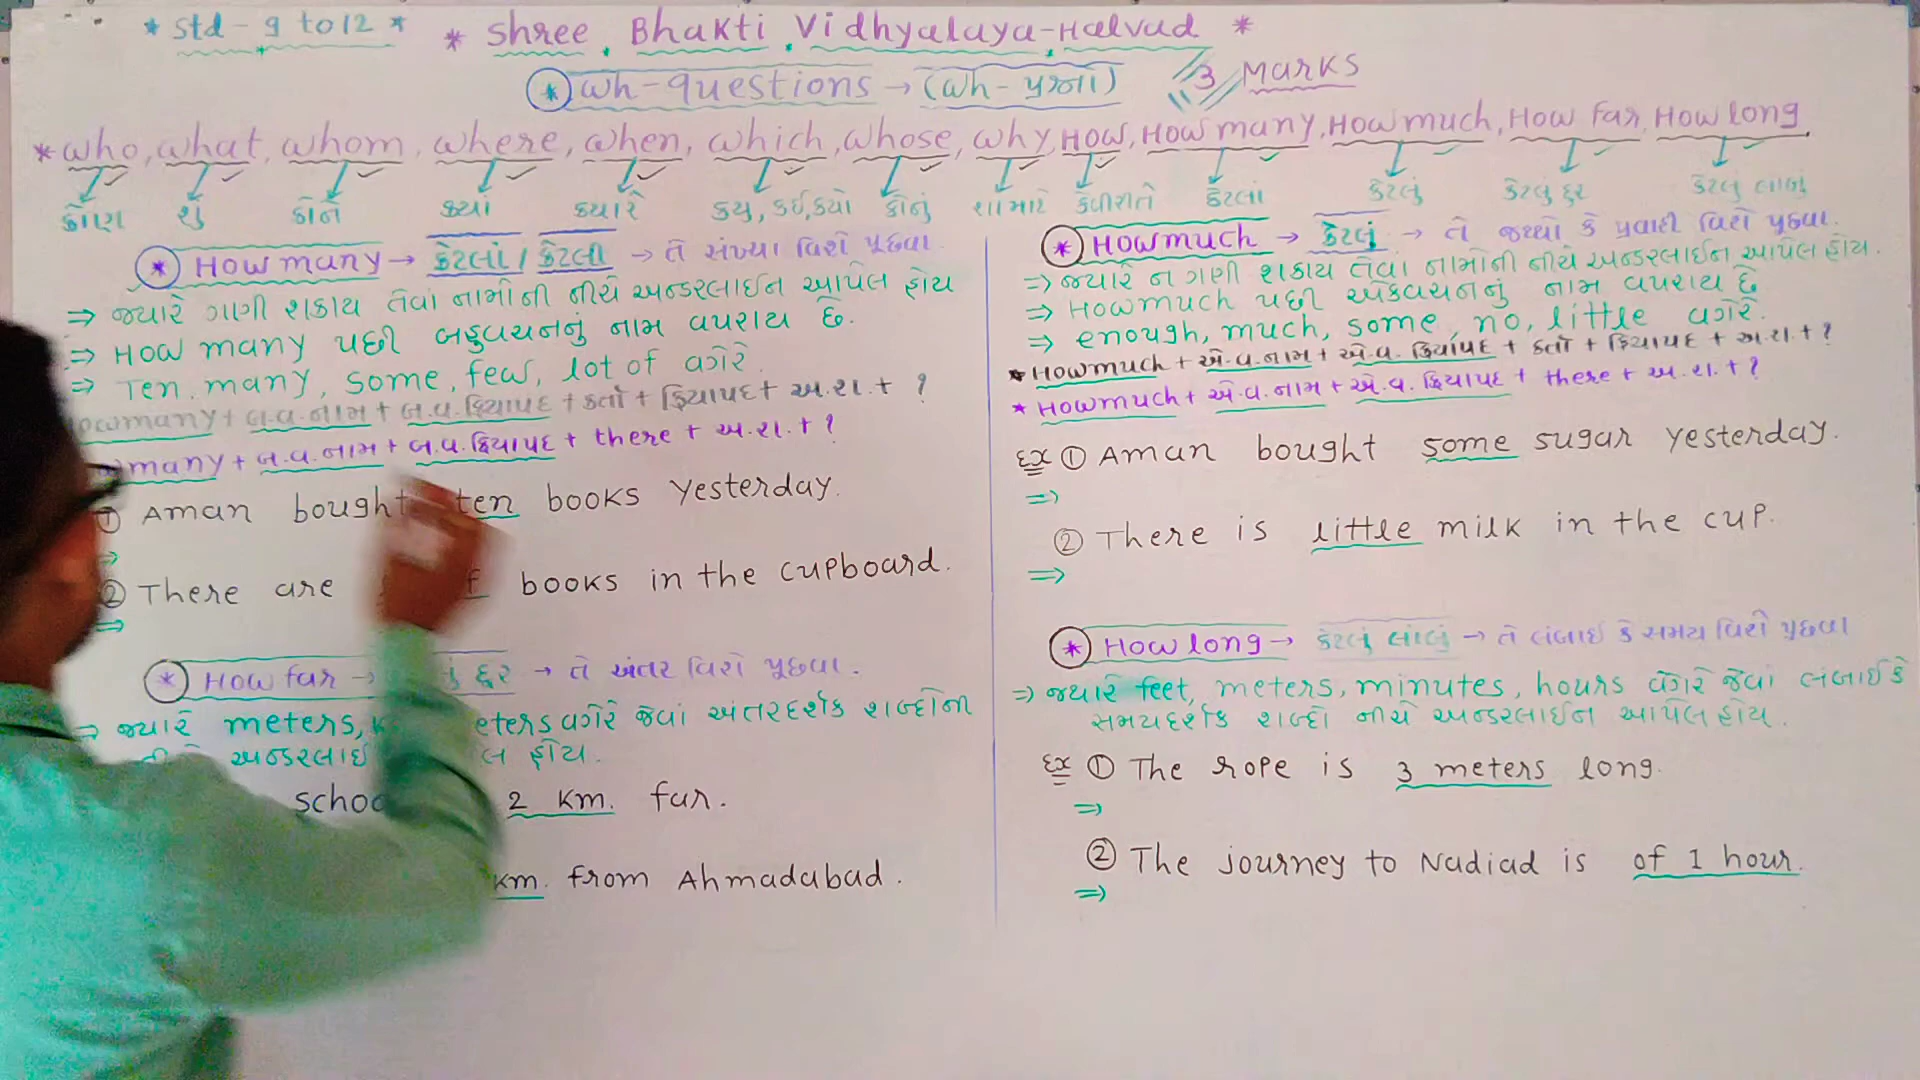 * Std - 9 to 12 *
* Shree Bhakti Vidhyalaya-Halvad *
* Wh-questions → (Wh- પ્રશ્નો) 3 Marks
* Who, What, Whom, Where, When, Which, Whose, Why, How, How many, How much, How far, How long
કોણ શું કોને ક્યાં ક્યારે કયુ, કઈ, કયો કોનું શા માટે કેવીરીતે કેટલાં કેટલું કેટલું દુર કેટલું લાંબું
* How many → કેટલાં / કેટલી → તે સંખ્યા વિશે પૂછવા.
⇒ જ્યારે ગણી શકાય તેવાં નામોની નીચે અન્ડરલાઈન આપેલ હોય
⇒ How many પછી બહુવચનનું નામ વપરાય છે.
⇒ Ten, many, some, few, lot of વગેરે.
owmany + બ.વ.નામ + બ.વ.ક્રિયાપદ + કર્તા + ક્રિયાપદ + અ.શ. + ?
many + બ.વ.નામ + બ.વ.ક્રિયાપદ + there + અ.શ. + ?
① Aman bought ten books yesterday.
⇒
② There are books in the cupboard.
⇒
* How far → દુર → તે અંતર વિશે પૂછવા.
⇒ જ્યારે meters, eters વગેરે જેવાં અંતરદર્શક શબ્દોની
અન્ડરલાઈ લ હોય.
schoo 2 Km. far.
Km. from Ahmadabad.
* How much → કેટલું → તે જથ્થો કે પ્રવાહી વિશે પૂછવા.
⇒ જ્યારે ન ગણી શકાય તેવા નામોની નીચે અન્ડરલાઈન આપેલ હોય.
⇒ How much પછી એકવચનનું નામ વપરાય છે
⇒ enough, much, some, no, little વગેરે.
* How much + એ.વ.નામ + એ.વ. ક્રિયાપદ + કર્તા + ક્રિયાપદ + અ.શ. + ?
* How much + એ.વ.નામ + એ.વ. ક્રિયાપદ + there + અ.શ. + ?
Ex ① Aman bought some sugar yesterday.
⇒
② There is little milk in the cup.
⇒
* How long → કેટલું લાંબું → તે લંબાઈ કે સમય વિશે પૂછવા
⇒ જ્યારે feet, meters, minutes, hours વગેરે જેવાં લંબાઈ કે
સમયદર્શક શબ્દો નીચે અન્ડરલાઈન આપેલ હોય.
Ex ① The rope is 3 meters long.
⇒
② The journey to Nadiad is of 1 hour.
⇒